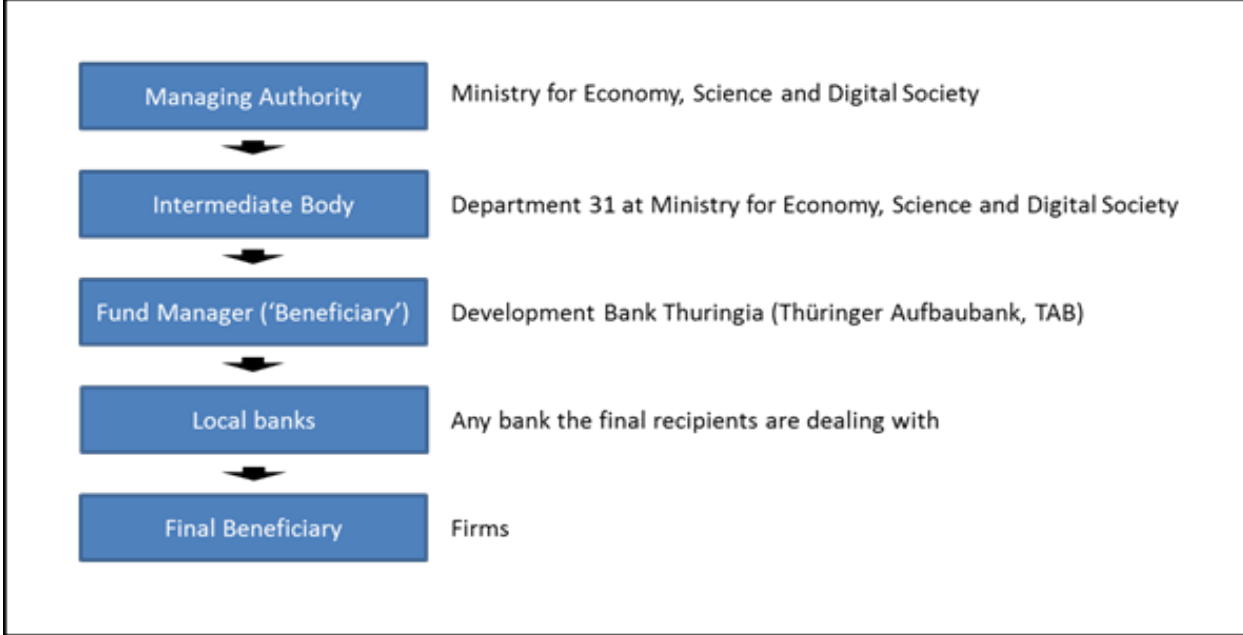 Managing Authority
Ministry for Economy, Science and Digital Society
Intermediate Body
Department 31 at Ministry for Economy, Science and Digital Society
Fund Manager (‘Beneficiary’)
Development Bank Thuringia (Thüringer Aufbaubank, TAB)
Local banks
Any bank the final recipients are dealing with
Final Beneficiary
Firms